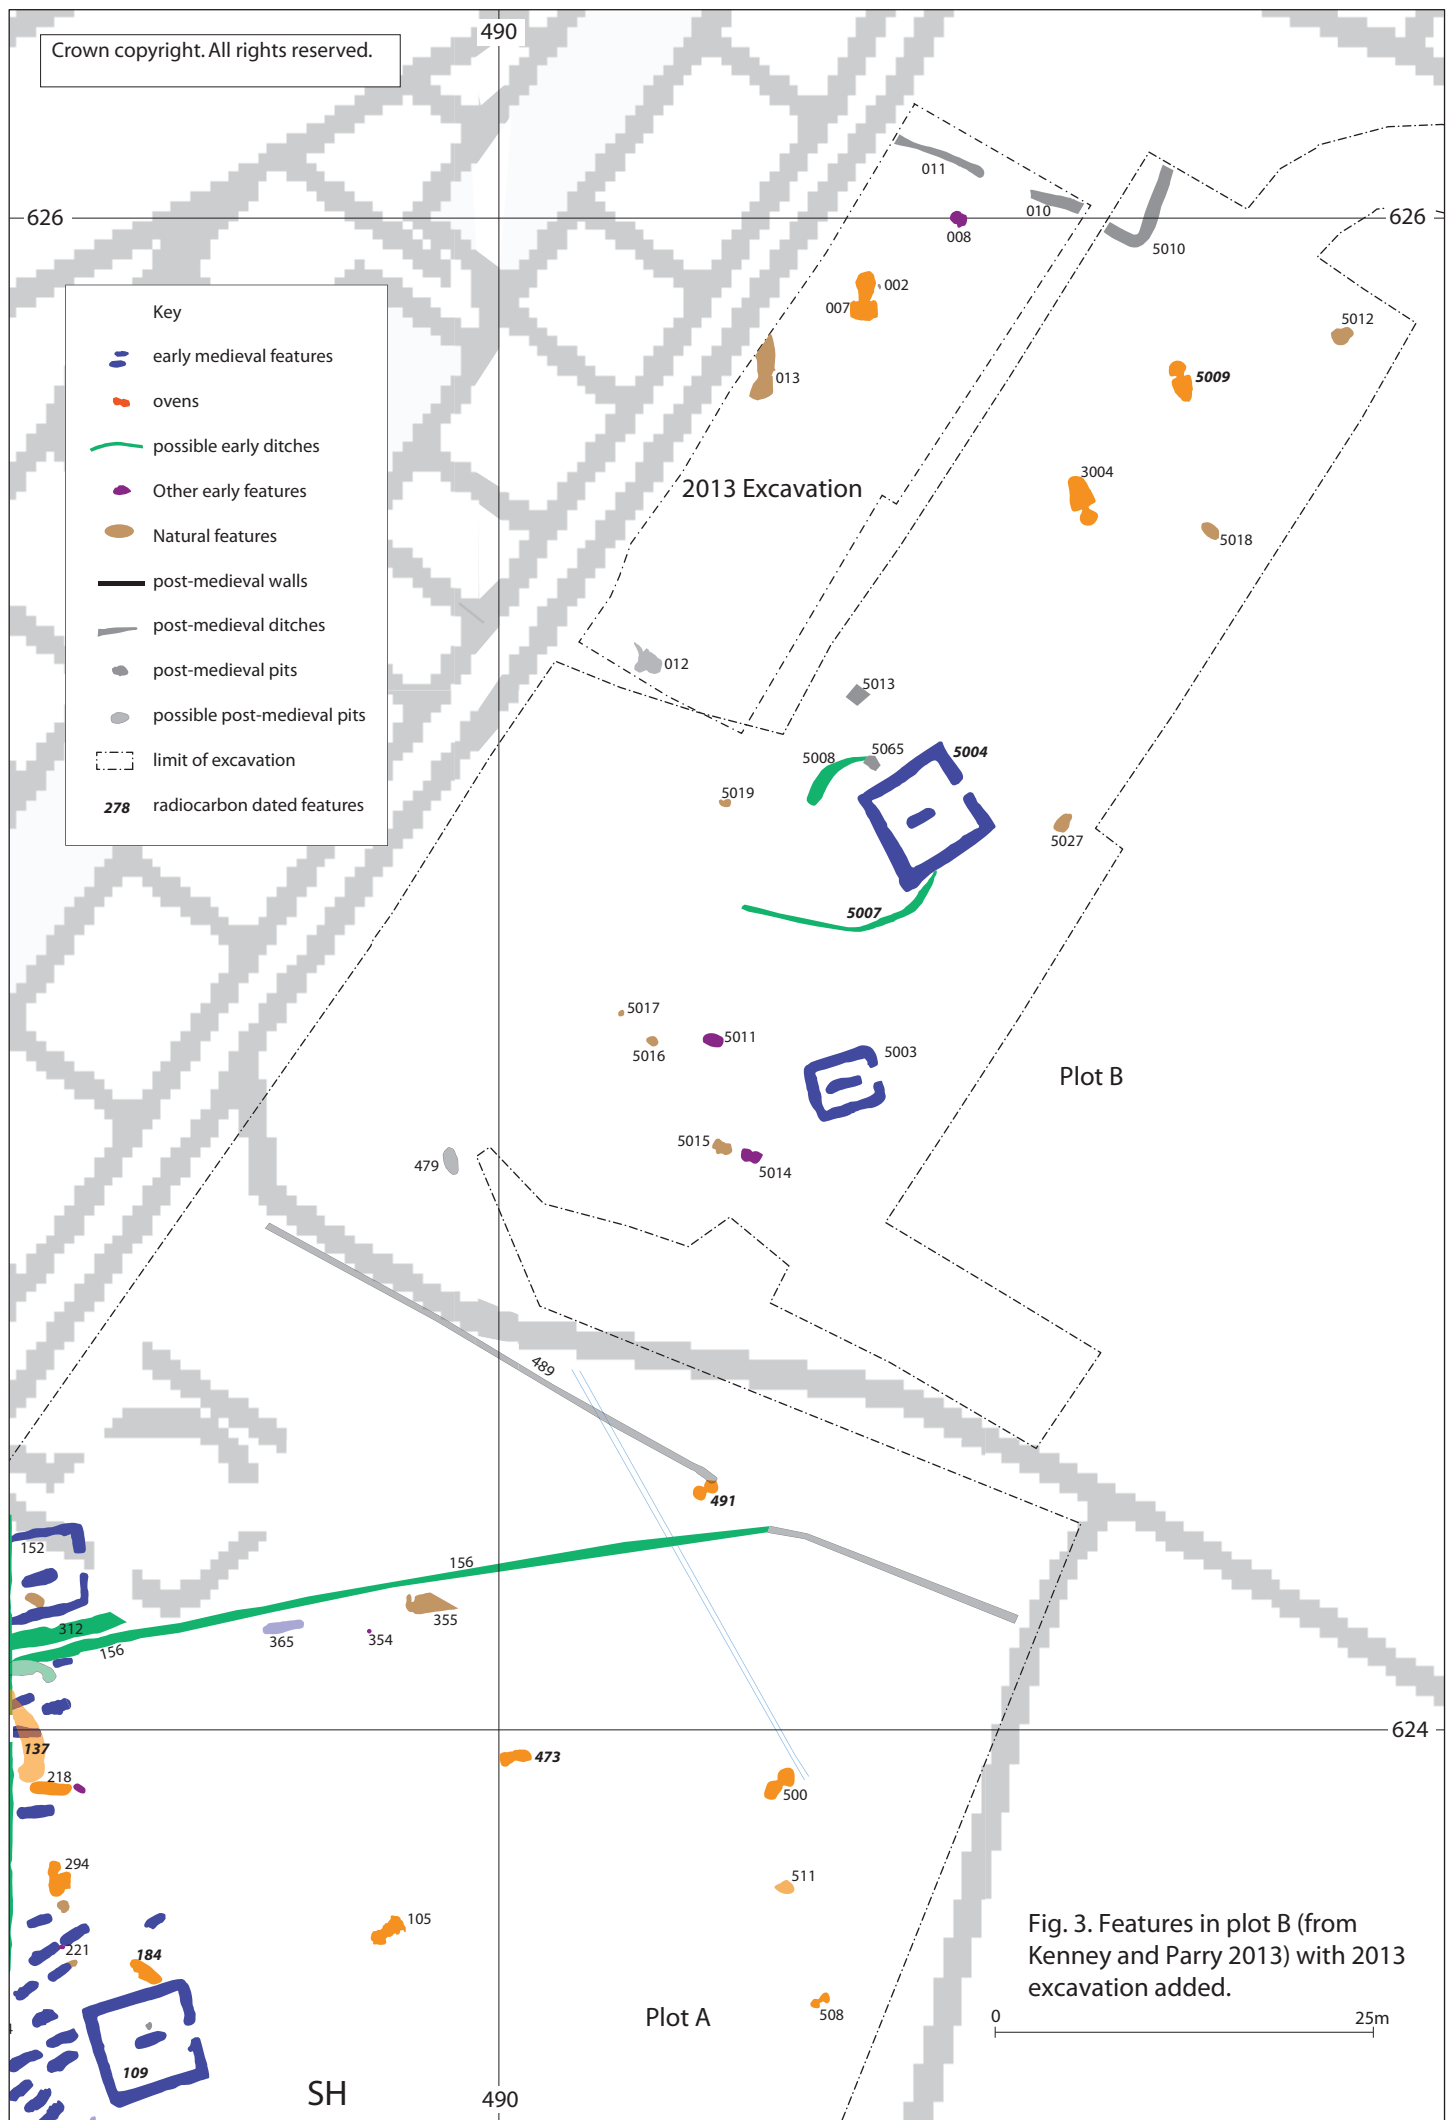 490
Crown copyright. All rights reserved.
011
010
626
626
008
5010
002
007
Key
early medieval features
ovens
possible early ditches
Other early features
Natural features
post-medieval walls
post-medieval ditches
post-medieval pits
possible post-medieval pits
limit of excavation
278 radiocarbon dated features
5012
013
5009
3004
2013 Excavation
5018
012
5013
5065
5004
5008
5019
5027
5007
5017
5011
5016
5003
Plot B
5015
5014
479
489
491
152
156
312
156
365
354
355
624
137
473
218
500
294
511
105
221
184
Fig. 3. Features in plot B (from
Kenney and Parry 2013) with 2013
excavation added.
508
0 25m
Plot A
109
SH
490